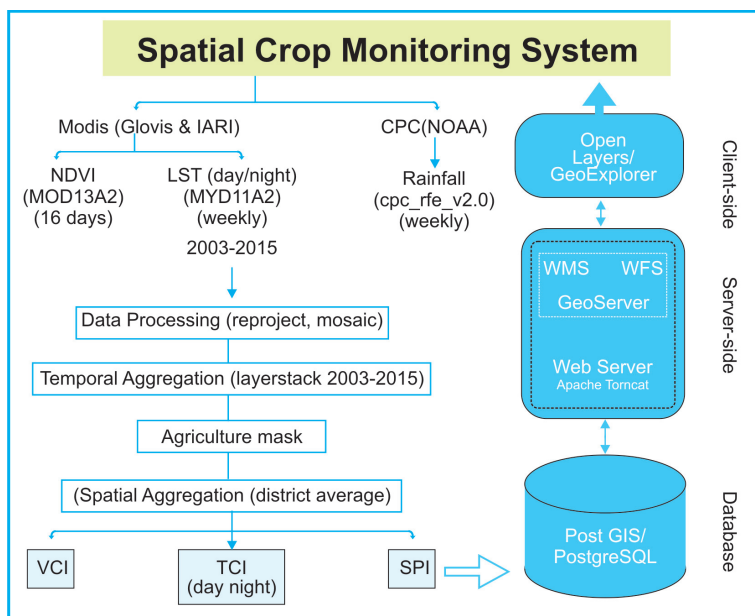 Spatial Crop Monitoring System
Modis (Glovis & IARI)
CPC(NOAA)
NDVI
(MOD13A2)
(16 days)
LST (day/night)
(MYD11A2)
(weekly)
2003-2015
Rainfall
(cpc_rfe_v2.0)
(weekly)
Data Processing (reproject, mosaic)
Temporal Aggregation (layerstack 2003-2015)
Agriculture mask
(Spatial Aggregation (district average)
VCI
TCI
(day night)
SPI
Open
Layers/
GeoExplorer
Client-side
WMS WFS
GeoServer
Web Server
Apache Torncat
Server-side
Post GIS/
PostgreSQL
Database